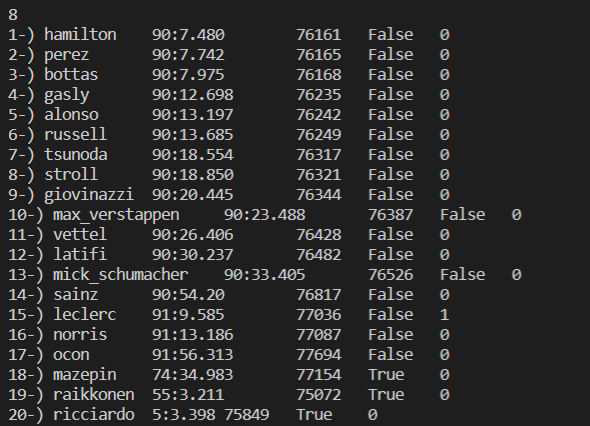 8
1-) hamilton 90:7.480 76161 False 0
2-) perez 90:7.742 76165 False 0
3-) bottas 90:7.975 76168 False 0
4-) gasly 90:12.698 76235 False 0
5-) alonso 90:13.197 76242 False 0
6-) russell 90:13.685 76249 False 0
7-) tsunoda 90:18.554 76317 False 0
8-) stroll 90:18.850 76321 False 0
9-) giovinazzi 90:20.445 76344 False 0
10-) max_verstappen 90:23.488 76387 False 0
11-) vettel 90:26.406 76428 False 0
12-) latifi 90:30.237 76482 False 0
13-) mick_schumacher 90:33.405 76526 False 0
14-) sainz 90:54.20 76817 False 0
15-) leclerc 91:9.585 77036 False 1
16-) norris 91:13.186 77087 False 0
17-) ocon 91:56.313 77694 False 0
18-) mazepin 74:34.983 77154 True 0
19-) raikkonen 55:3.211 75072 True 0
20-) ricciardo 5:3.398 75849 True 0